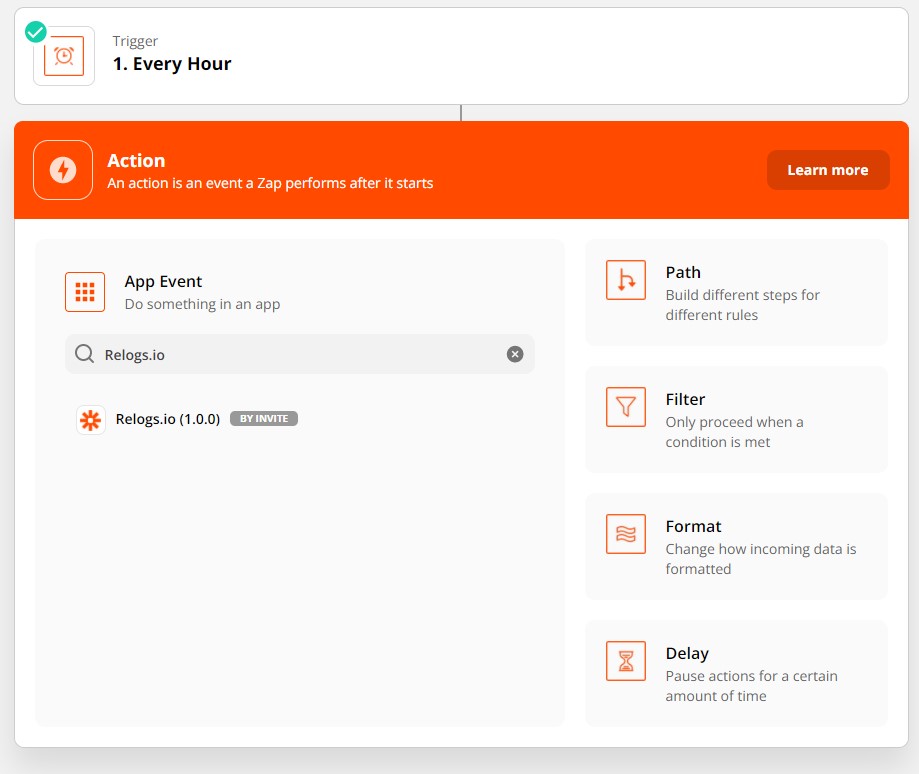 Trigger
1. Every Hour
Action
An action is an event a Zap performs after it starts
Learn more
App Event
Do something in an app
Relogs.io
Relogs.io (1.0.0) BY INVITE
Path
Build different steps for
different rules
Filter
Only proceed when a
condition is met
Format
Change how incoming data is
formatted
Delay
Pause actions for a certain
amount of time